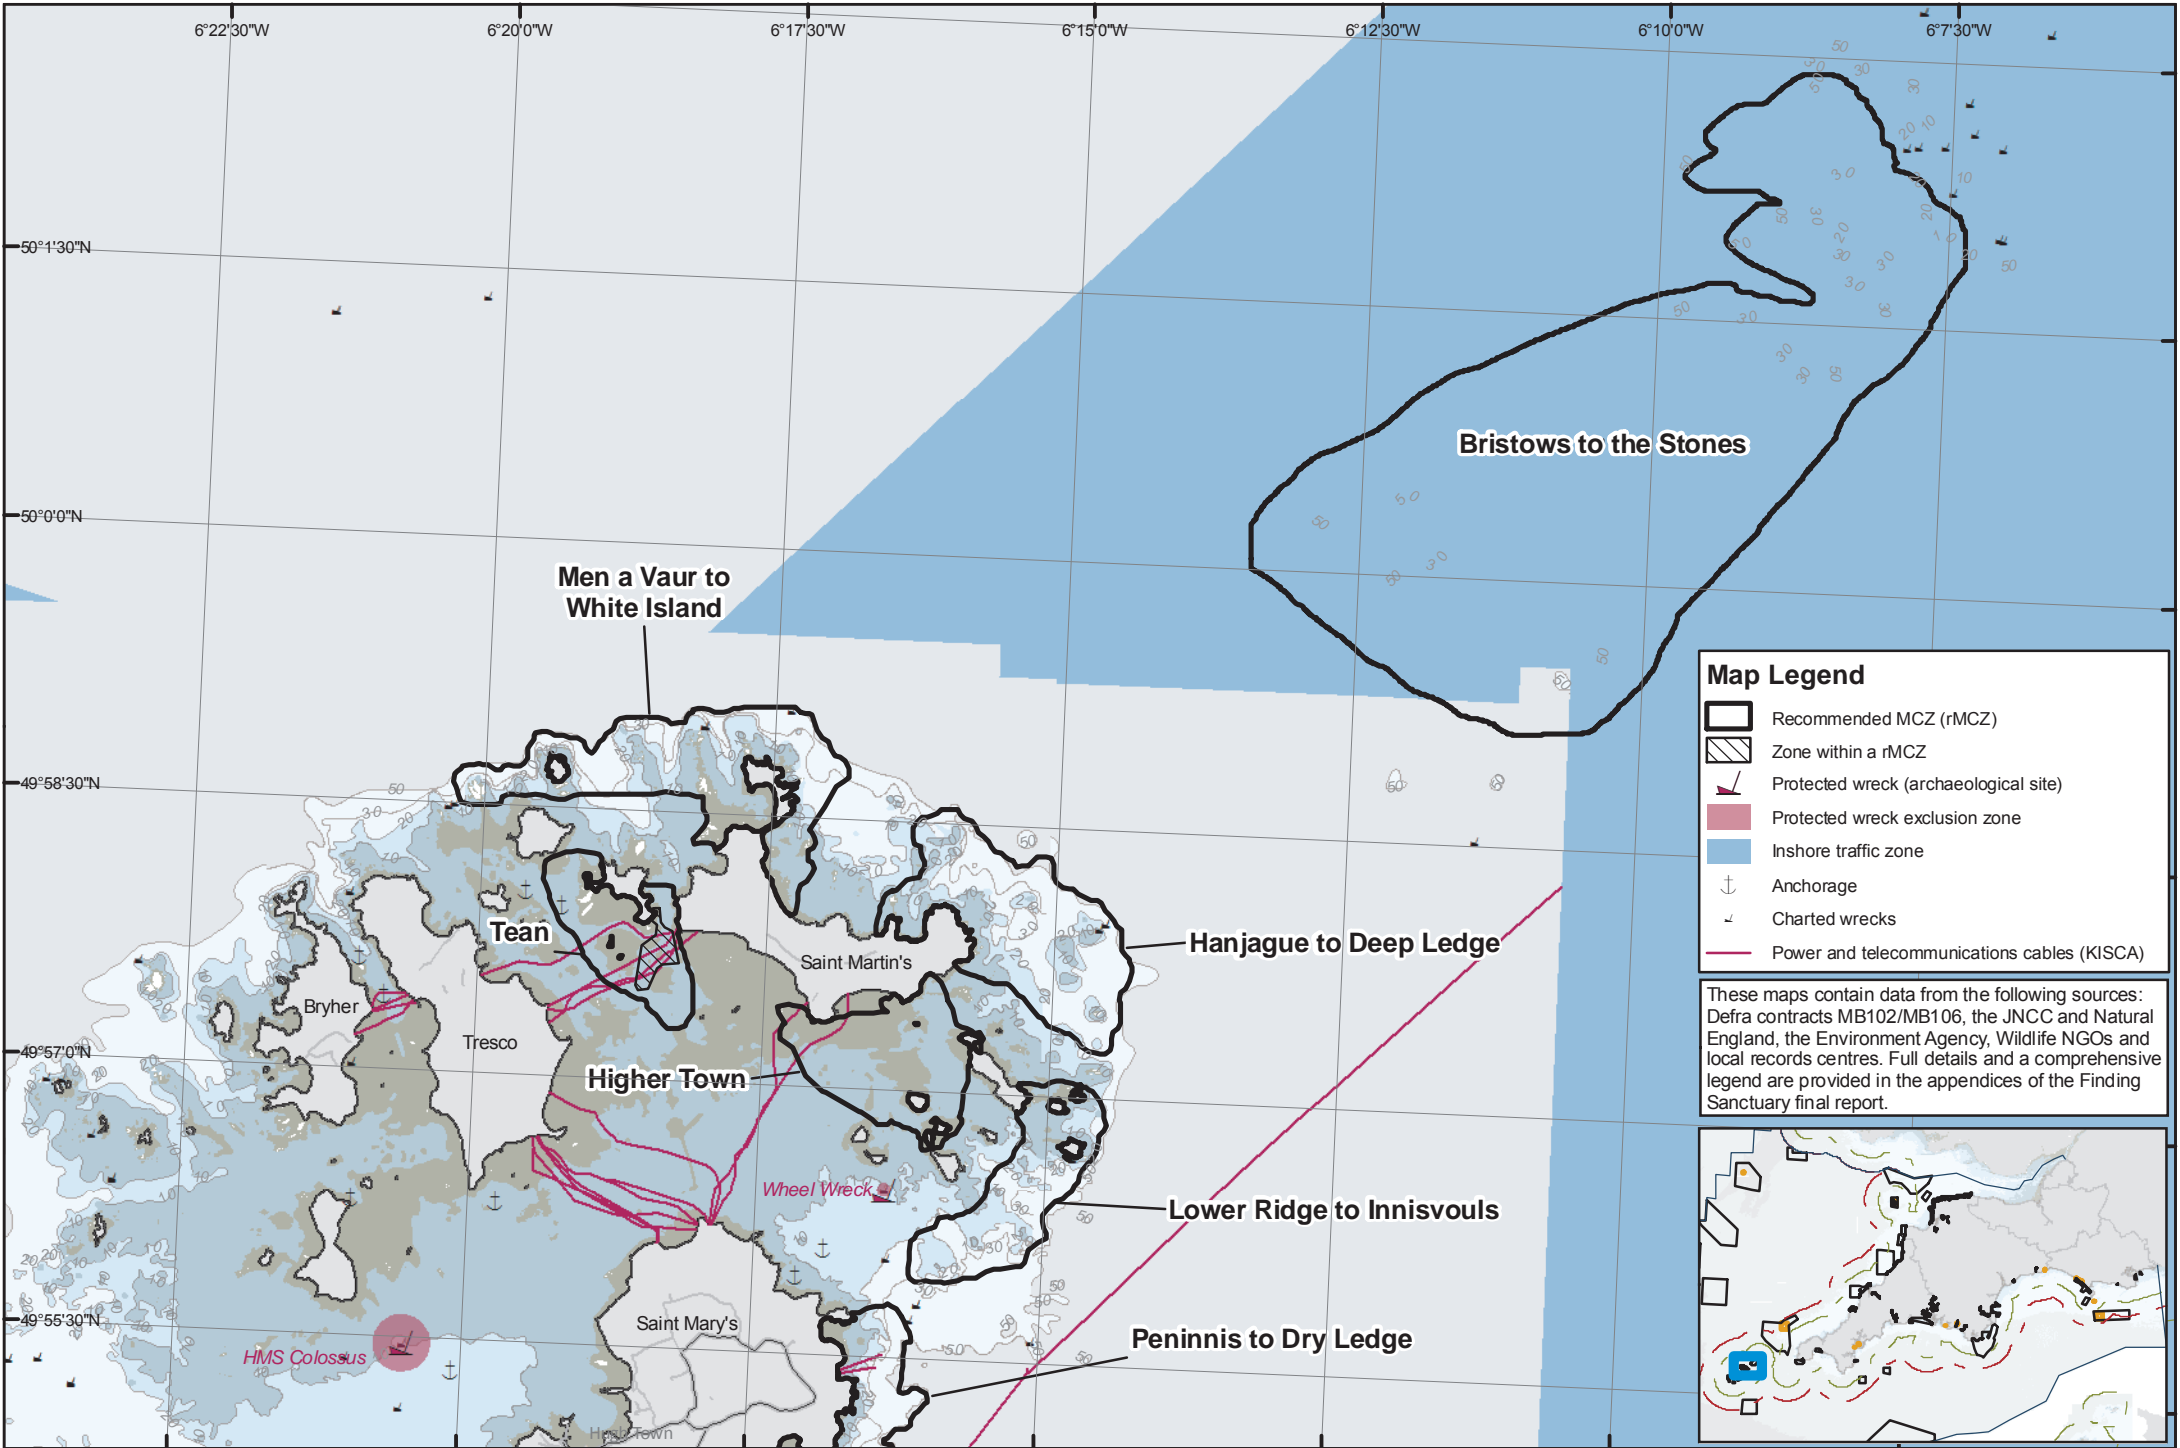 6°22'30"W
6°20'0"W
6°17'30"W
6°15'0"W
6°12'30"W
6°10'0"W
6°7'30"W
50°1'30"N
50°0'0"N
49°58'30"N
49°57'0"N
49°55'30"N
Bristows to the Stones
Men a Vaur to
White Island
Tean
Hanjague to Deep Ledge
Saint Martin's
Bryher
Tresco
Higher Town
Wheel Wreck
Lower Ridge to Innisvouls
Saint Mary's
Peninnis to Dry Ledge
HMS Colossus
Hugh Town
Map Legend
Recommended MCZ (rMCZ)
Zone within a rMCZ
Protected wreck (archaeological site)
Protected wreck exclusion zone
Inshore traffic zone
Anchorage
Charted wrecks
Power and telecommunications cables (KISCA)
These maps contain data from the following sources:
Defra contracts MB102/MB106, the JNCC and Natural
England, the Environment Agency, Wildlife NGOs and
local records centres. Full details and a comprehensive
legend are provided in the appendices of the Finding
Sanctuary final report.